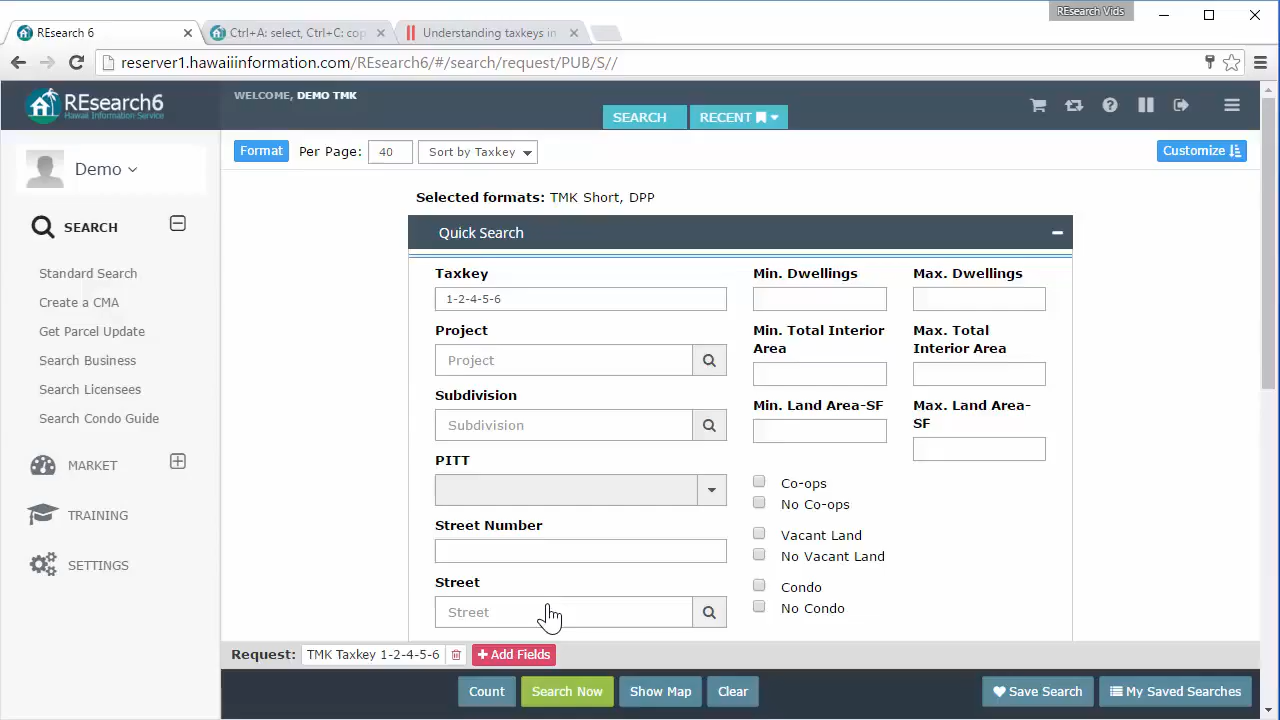 REsearch Vids
REsearch 6
Ctrl+A: select, Ctrl+C: cop
Understanding taxkeys in
reserver1.hawaiiinformation.com/REsearch6/#/search/request/PUB/S//
REsearch6
Hawaii Information Service
WELCOME, DEMO TMK
SEARCH
RECENT
Demo
Format
Per Page:
40
Sort by Taxkey
Customize
SEARCH
Standard Search
Create a CMA
Get Parcel Update
Search Business
Search Licensees
Search Condo Guide
MARKET
TRAINING
SETTINGS
Selected formats: TMK Short, DPP
Quick Search
Taxkey
1-2-4-5-6
Project
Project
Subdivision
Subdivision
PITT
Street Number
Street
Street
Min. Dwellings
Max. Dwellings
Min. Total Interior
Area
Max. Total
Interior Area
Min. Land Area-SF
Max. Land Area-
SF
Co-ops
No Co-ops
Vacant Land
No Vacant Land
Condo
No Condo
Request:
TMK Taxkey 1-2-4-5-6
+ Add Fields
Count
Search Now
Show Map
Clear
Save Search
My Saved Searches